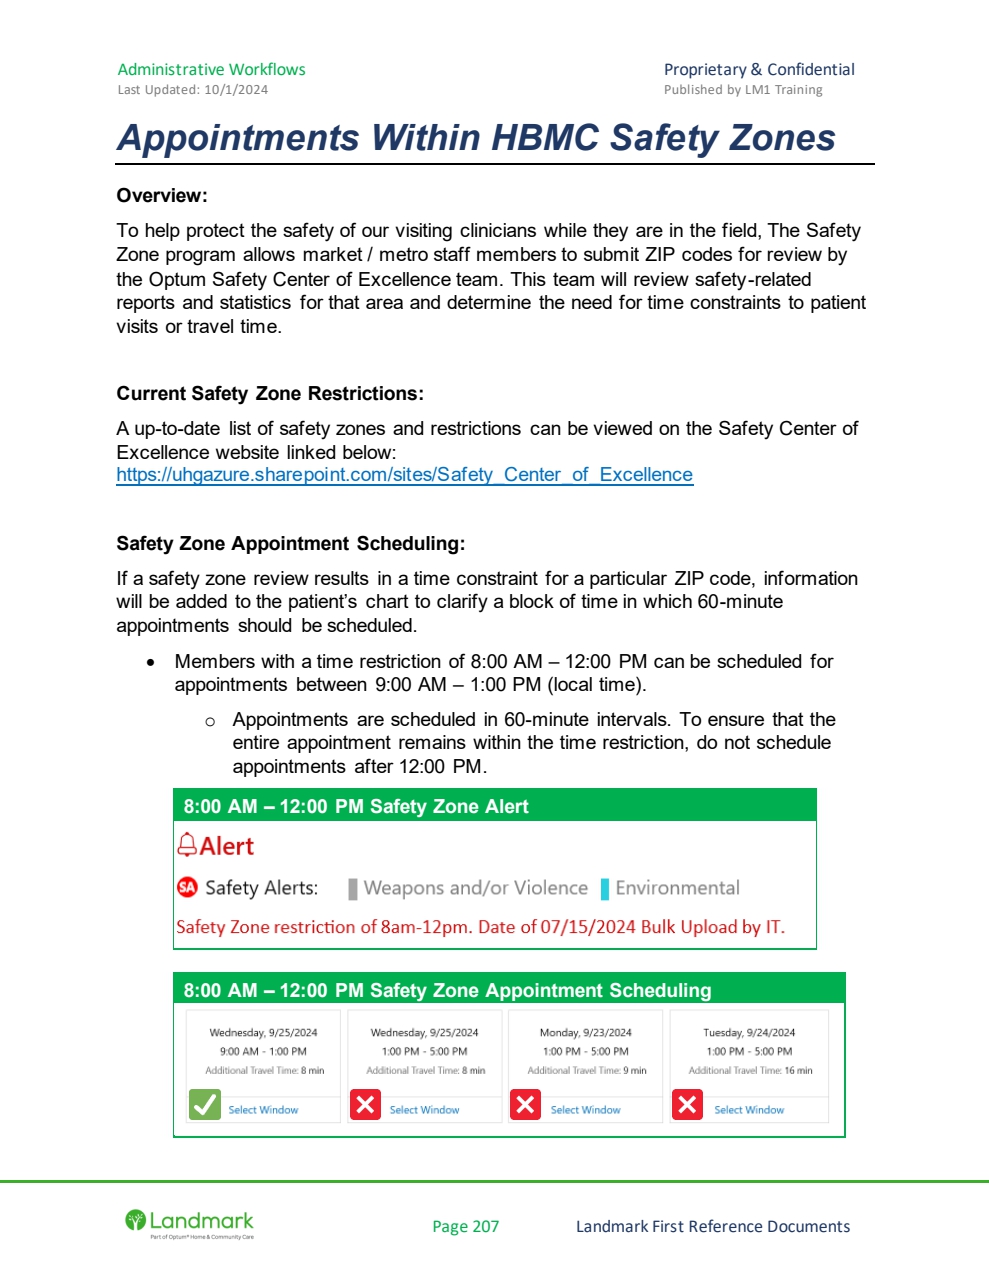 Administrative Workflows
Proprietary & Confidential
Last Updated: 10/1/2024
Published by LM1 Training
Appointments Within HBMC Safety Zones
Overview:
To help protect the safety of our visiting clinicians while they are in the field, The Safety
Zone program allows market / metro staff members to submit ZIP codes for review by
the Optum Safety Center of Excellence team. This team will review safety-related
reports and statistics for that area and determine the need for time constraints to patient
visits or travel time.
Current Safety Zone Restrictions:
A up-to-date list of safety zones and restrictions can be viewed on the Safety Center of
Excellence website linked below:
https://uhgazure.sharepoint.com/sites/Safety_Center_of_Excellence
Safety Zone Appointment Scheduling:
If a safety zone review results in a time constraint for a particular ZIP code, information
will be added to the patient’s chart to clarify a block of time in which 60-minute
appointments should be scheduled.
• Members with a time restriction of 8:00 AM – 12:00 PM can be scheduled for
appointments between 9:00 AM – 1:00 PM (local time).
o Appointments are scheduled in 60-minute intervals. To ensure that the
entire appointment remains within the time restriction, do not schedule
appointments after 12:00 PM.
8:00 AM – 12:00 PM Safety Zone Alert
Alert
SA Safety Alerts: Weapons and/or Violence Environmental
Safety Zone restriction of 8am-12pm. Date of 07/15/2024 Bulk Upload by IT.
8:00 AM – 12:00 PM Safety Zone Appointment Scheduling
Wednesday, 9/25/2024
9:00 AM - 1:00 PM
Additional Travel Time: 8 min
Select Window
Wednesday, 9/25/2024
1:00 PM - 5:00 PM
Additional Travel Time: 8 min
Select Window
Monday, 9/23/2024
1:00 PM - 5:00 PM
Additional Travel Time: 9 min
Select Window
Tuesday, 9/24/2024
1:00 PM - 5:00 PM
Additional Travel Time: 16 min
Select Window
Landmark
Part of Optum® Home & Community Care
Page 207
Landmark First Reference Documents